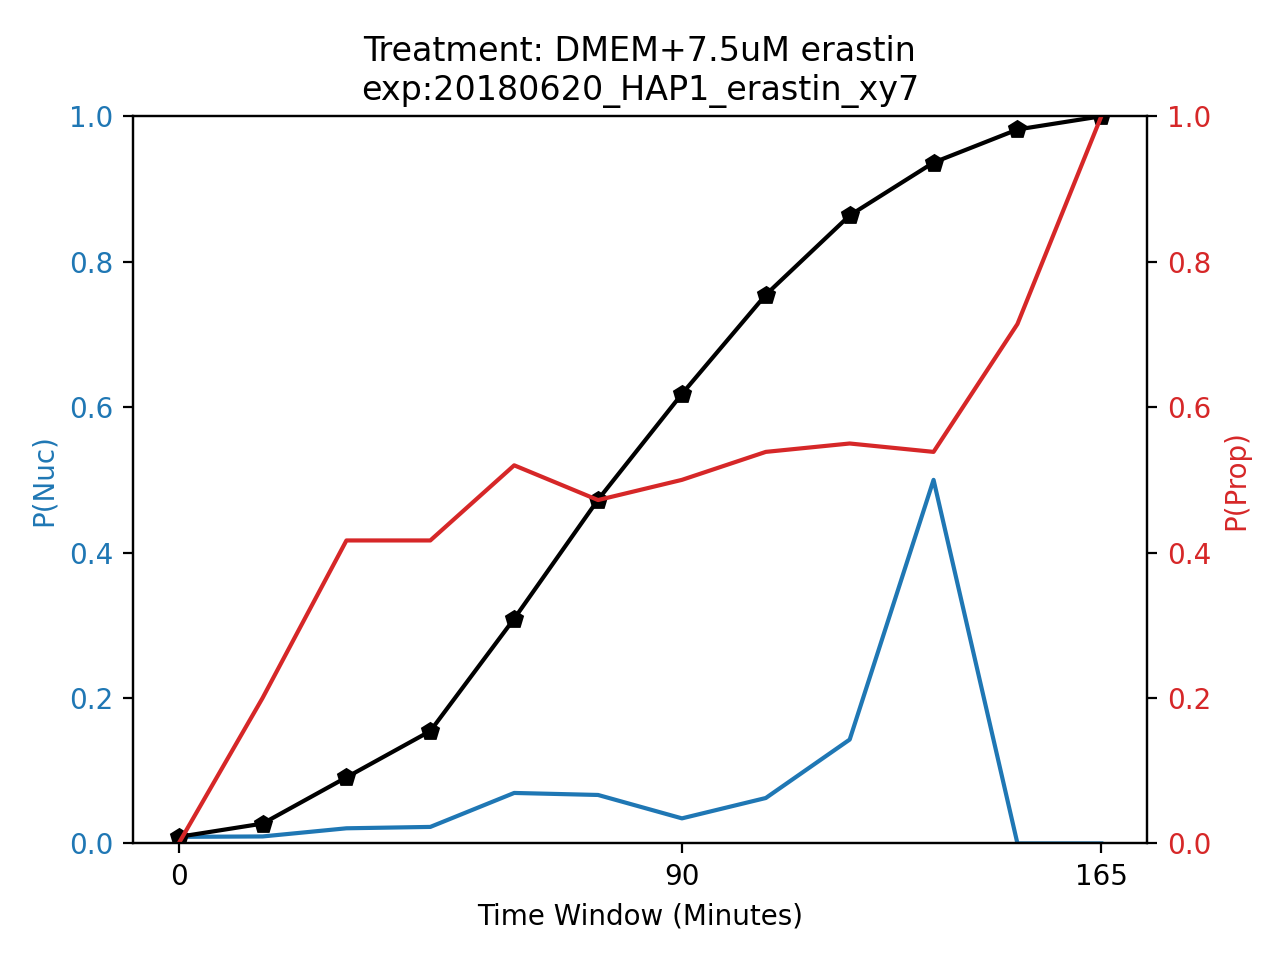 Treatment: DMEM+7.5uM erastin
exp:20180620_HAP1_erastin_xy7
1.0
0.8
0.6
0.4
0.2
0.0
P(Nuc)
1.0
0.8
0.6
0.4
0.2
0.0
P(Prop)
0 90 165
Time Window (Minutes)